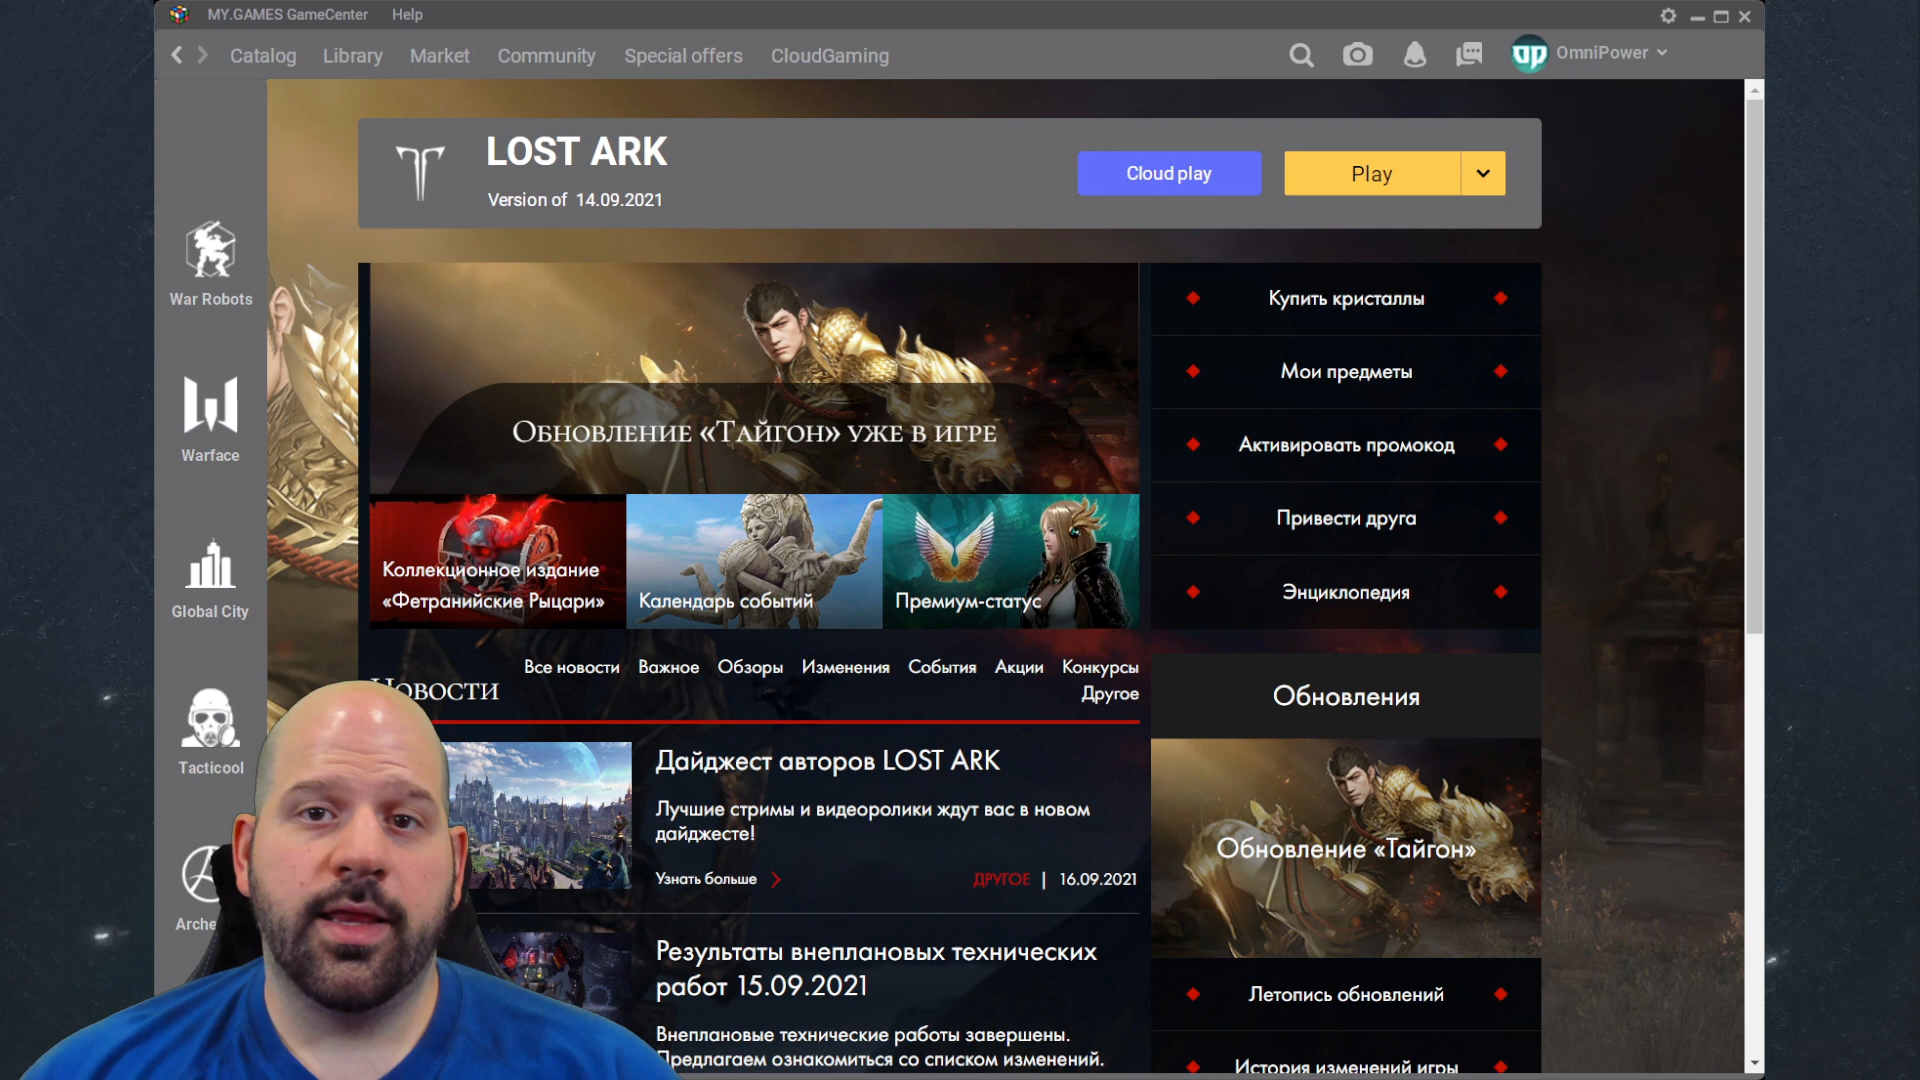 MY.GAMES GameCenter Help
Catalog Library Market Community Special offers CloudGaming
OmniPower
LOST ARK
Version of 14.09.2021
Cloud play
Play
War Robots
Warface
Global City
Tacticool
Arche
Обновление «Тайгон» уже в игре
Коллекционное издание
«Фетранийские Рыцари»
Календарь событий
Премиум-статус
Купить кристаллы
Мои предметы
Активировать промокод
Привести друга
Энциклопедия
Новости
Все новости Важное Обзоры Изменения События Акции Конкурсы
Другое
Дайджест авторов LOST ARK
Лучшие стримы и видеоролики ждут вас в новом
дайджесте!
Узнать больше
ДРУГОЕ | 16.09.2021
Результаты внеплановых технических
работ 15.09.2021
Внеплановые технические работы завершены.
Предлагаем ознакомиться со списком изменений.
Обновления
Обновление «Тайгон»
Летопись обновлений
История изменений игры